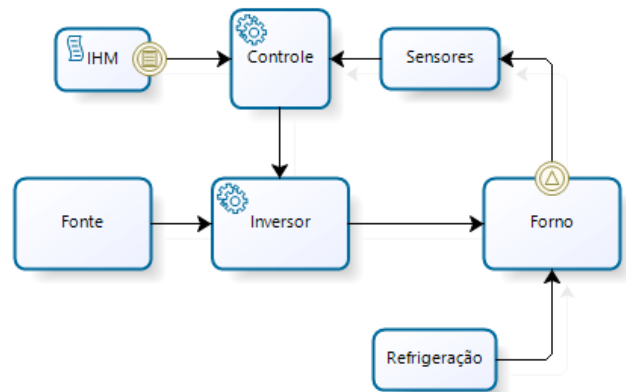 IHM
Controle
Sensores
Fonte
Inversor
Forno
Refrigeração